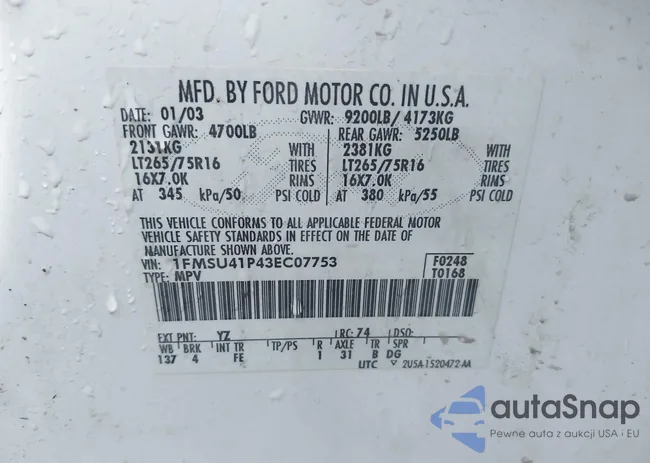 MFD. BY FORD MOTOR CO. IN U.S.A.
DATE: 01/03 GVWR: 9200LB/ 4173KG
FRONT GAWR: 4700LB REAR GAWR: 5250LB
2131KG WITH 2381KG WITH
LT265/75R16 TIRES LT265/75R16 TIRES
16X7.0K RIMS 16X7.0K RIMS
AT 345 kPa/50 PSI COLD AT 380 kPa/55 PSI COLD
THIS VEHICLE CONFORMS TO ALL APPLICABLE FEDERAL MOTOR
VEHICLE SAFETY STANDARDS IN EFFECT ON THE DATE OF
MANUFACTURE SHOWN ABOVE.
VIN: 1FMSU41P43EC07753 F0248
TYPE: MPV T0168
EXT PNT: YZ RC: 74 DSO:
WB BRK INT TR TP/PS R AXLE TR SPR
137 4 FE 1 31 B DG
UTC 2U5A-1520472-AA
autaSnap
Pewne auta z aukcji USA i EU